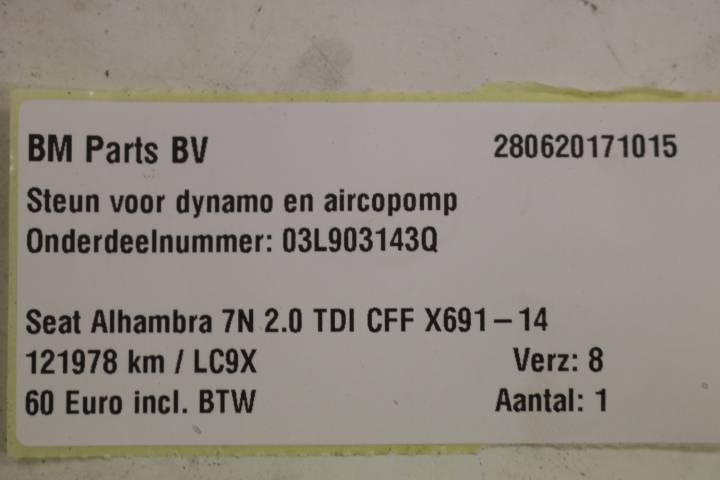 BM Parts BV 280620171015
Steun voor dynamo en aircopomp
Onderdeelnummer: 03L903143Q
Seat Alhambra 7N 2.0 TDI CFF X691-14
121978 km / LC9X Verz: 8
60 Euro incl. BTW Aantal: 1